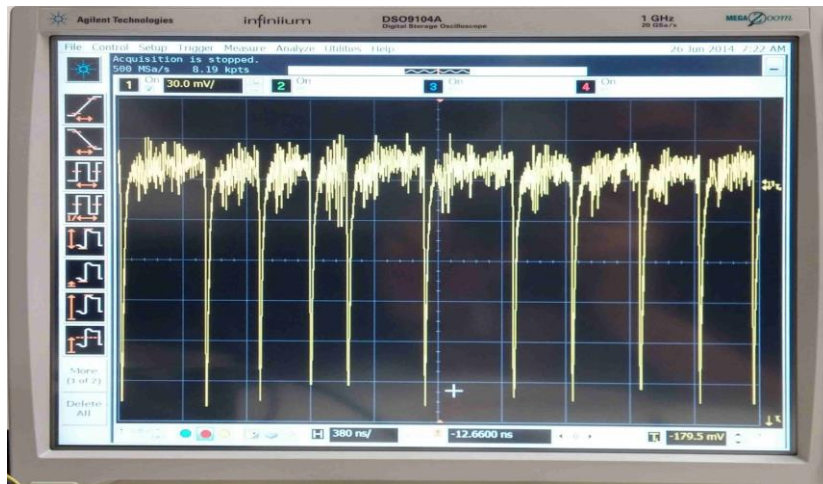 Agilent Technologies infiniium DSO9104A 1 GHz MEGA Zoom
Digital Storage Oscilloscope 20 GSa/s
File Control Setup Trigger Measure Analyze Utilities Help 26 Jun 2014 7:22 AM
Acquisition is stopped.
500 MSa/s 8.19 kpts
1 On 30.0 mV/ 2 On 3 On 4 On
More
(1 of 2)
Delete
All
H 380 ns/ -12.6600 ns T -179.5 mV